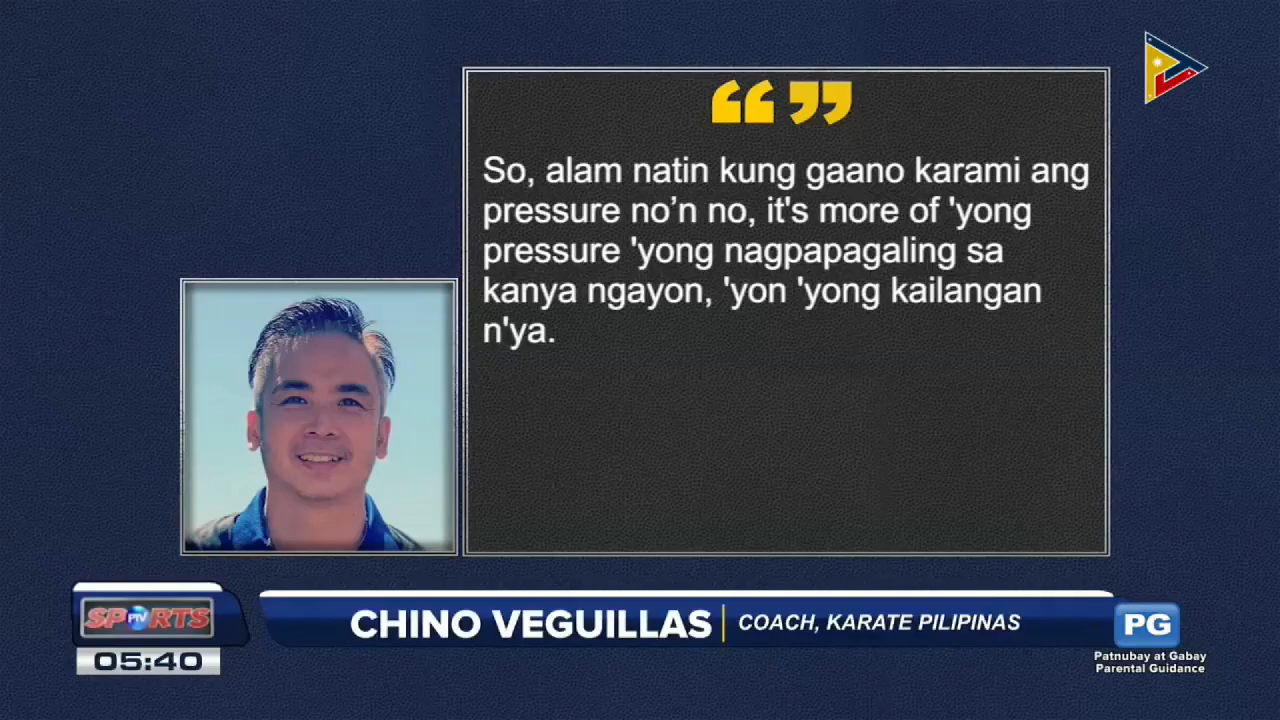 “ ”
So, alam natin kung gaano karami ang
pressure no’n no, it's more of 'yong
pressure 'yong nagpapagaling sa
kanya ngayon, 'yon 'yong kailangan
n'ya.
SPORTS
PTV
05:40
CHINO VEGUILLAS
COACH, KARATE PILIPINAS
PG
Patnubay at Gabay
Parental Guidance